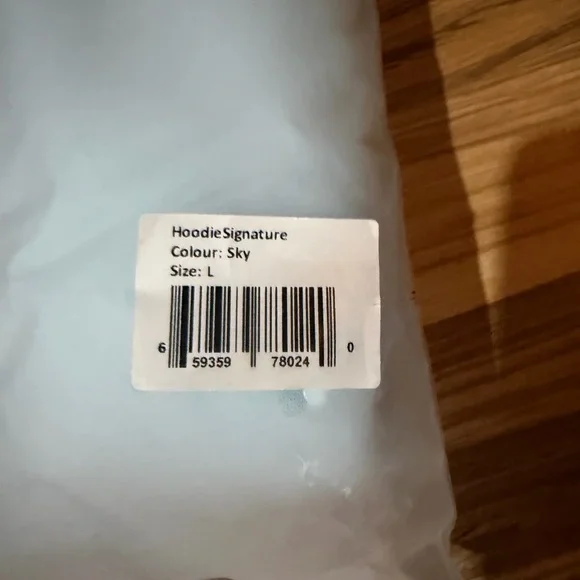 HoodieSignature
Colour: Sky
Size: L
6 59359 78024 0